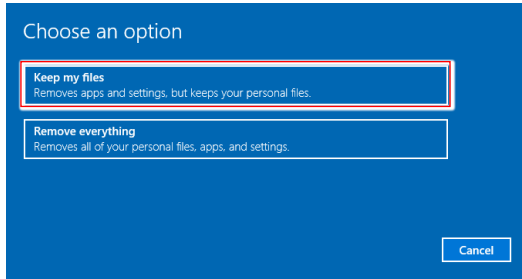 Choose an option
Keep my files
Removes apps and settings, but keeps your personal files.
Remove everything
Removes all of your personal files, apps, and settings.
Cancel